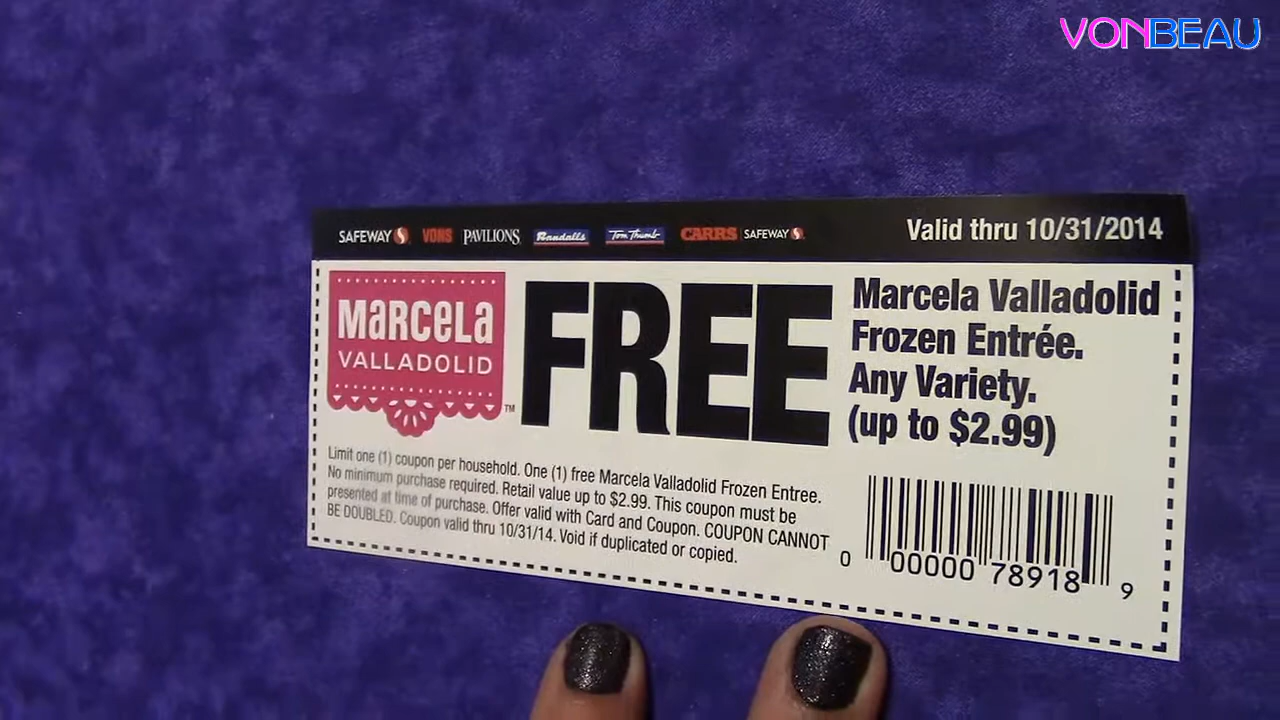 VONBEAU
SAFEWAY VONS PAVILIONS Randalls Tom Thumb CARRS SAFEWAY Valid thru 10/31/2014
MARCELA
VALLADOLID
TM
FREE
Marcela Valladolid
Frozen Entrée.
Any Variety.
(up to $2.99)
Limit one (1) coupon per household. One (1) free Marcela Valladolid Frozen Entree.
No minimum purchase required. Retail value up to $2.99. This coupon must be
presented at time of purchase. Offer valid with Card and Coupon. COUPON CANNOT
BE DOUBLED. Coupon valid thru 10/31/14. Void if duplicated or copied.
0 00000 78918 9